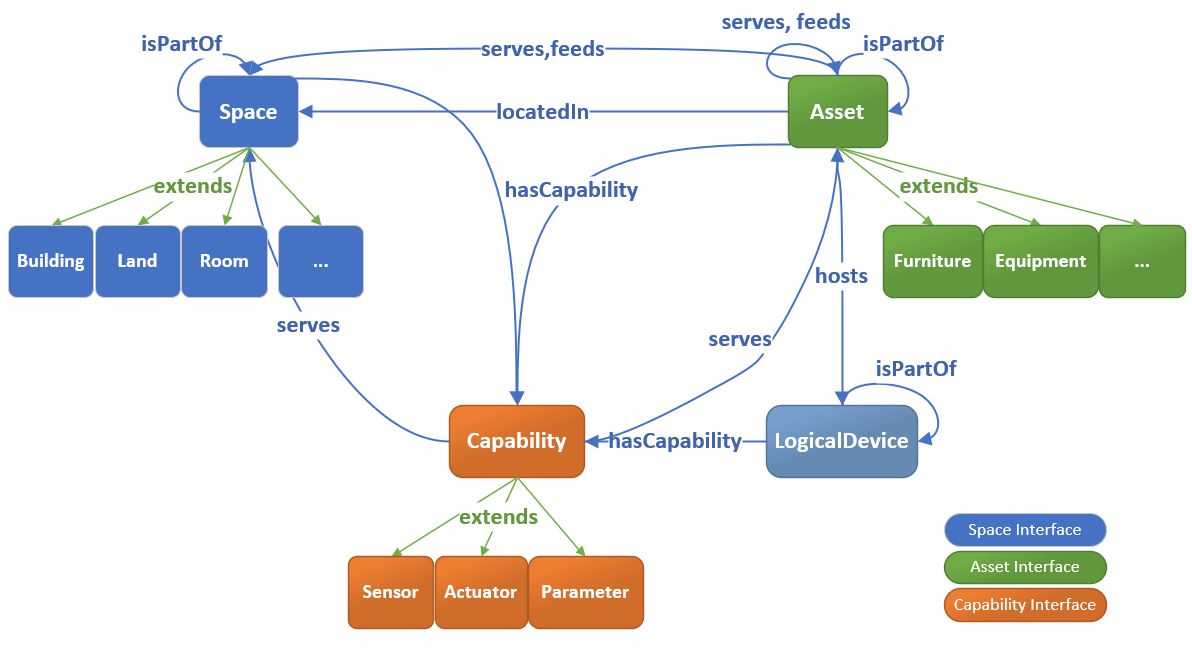 serves, feeds
isPartOf
serves,feeds
isPartOf
Space
locatedIn
Asset
extends
hasCapability
extends
Building
Land
Room
...
hosts
Furniture
Equipment
...
serves
serves
isPartOf
Capability
hasCapability
LogicalDevice
extends
Space Interface
Asset Interface
Sensor
Actuator
Parameter
Capability Interface